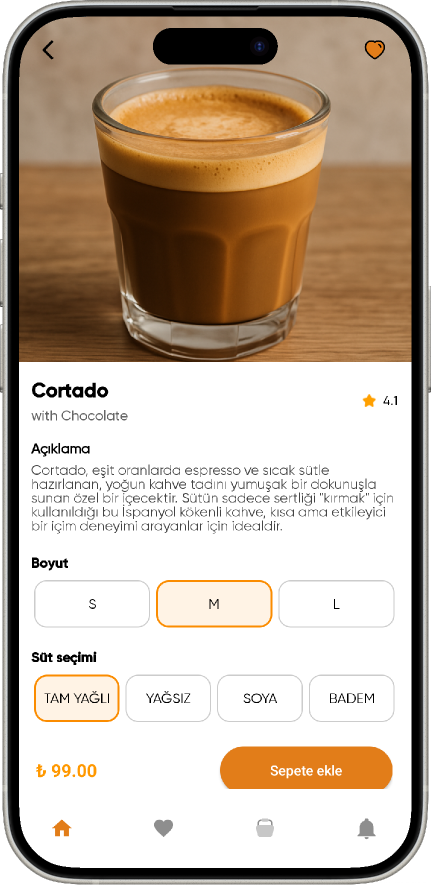 Cortado
4.1
with Chocolate
Açıklama
Cortado, eşit oranlarda espresso ve sıcak sütle
hazırlanan, yoğun kahve tadını yumuşak bir dokunuşla
sunan özel bir içecektir. Sütün sadece sertliği "kırmak" için
kullanıldığı bu İspanyol kökenli kahve, kısa ama etkileyici
bir içim deneyimi arayanlar için idealdir.
Boyut
S M L
Süt seçimi
TAM YAĞLI YAĞSIZ SOYA BADEM
₺ 99.00 Sepete ekle